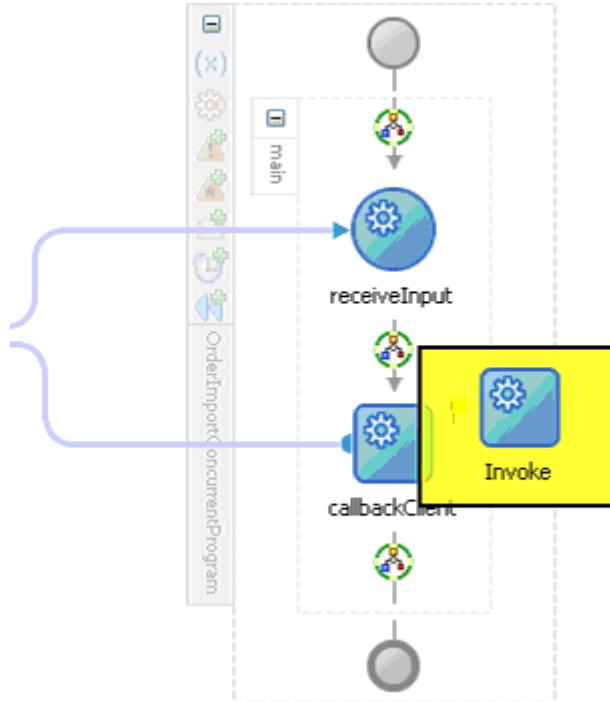 (x)
main
receiveInput
OrderImportConcurrentProgram
Invoke
callbackClient